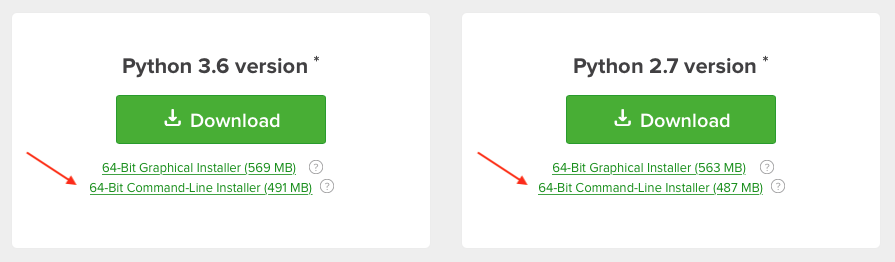 Python 3.6 version *
Download
64-Bit Graphical Installer (569 MB) ?
64-Bit Command-Line Installer (491 MB) ?
Python 2.7 version *
Download
64-Bit Graphical Installer (563 MB) ?
64-Bit Command-Line Installer (487 MB) ?